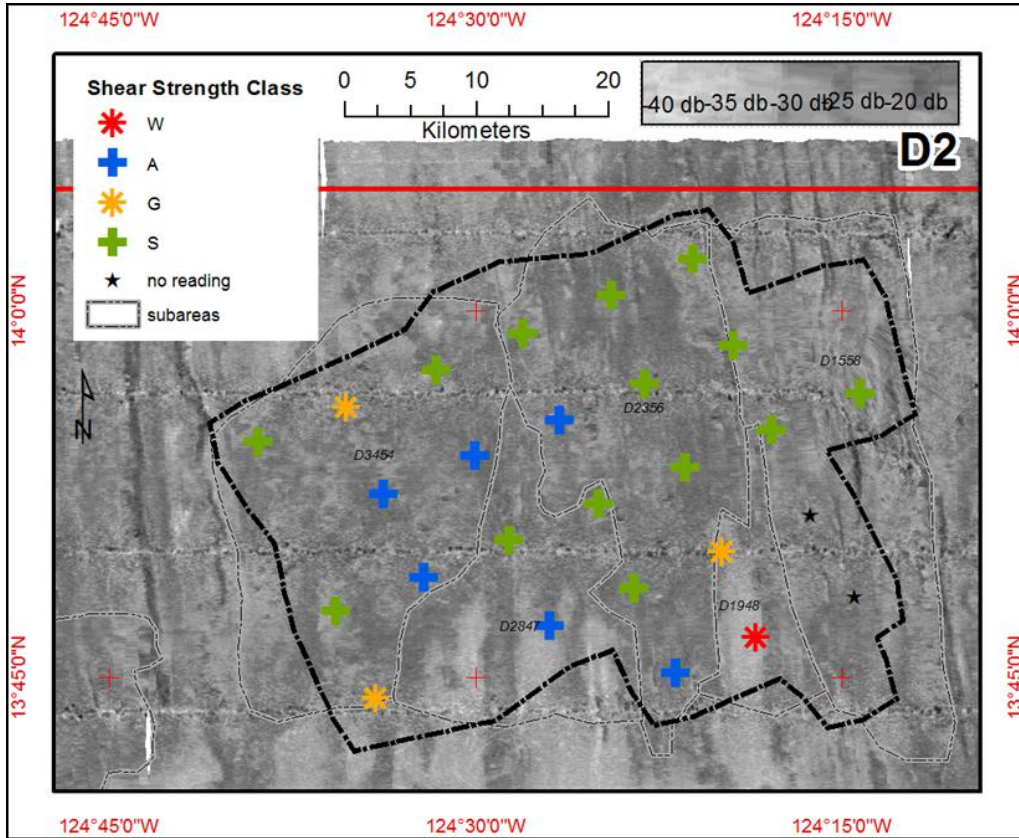 124°45'0"W 124°30'0"W 124°15'0"W
Shear Strength Class
W
A
G
S
no reading
subareas
0 5 10 20
Kilometers
-40 db -35 db -30 db -25 db -20 db
D2
14°0'0"N 14°0'0"N
N
D1558
D2356
D3454
D1948
D2847
13°45'0"N 13°45'0"N
124°45'0"W 124°30'0"W 124°15'0"W